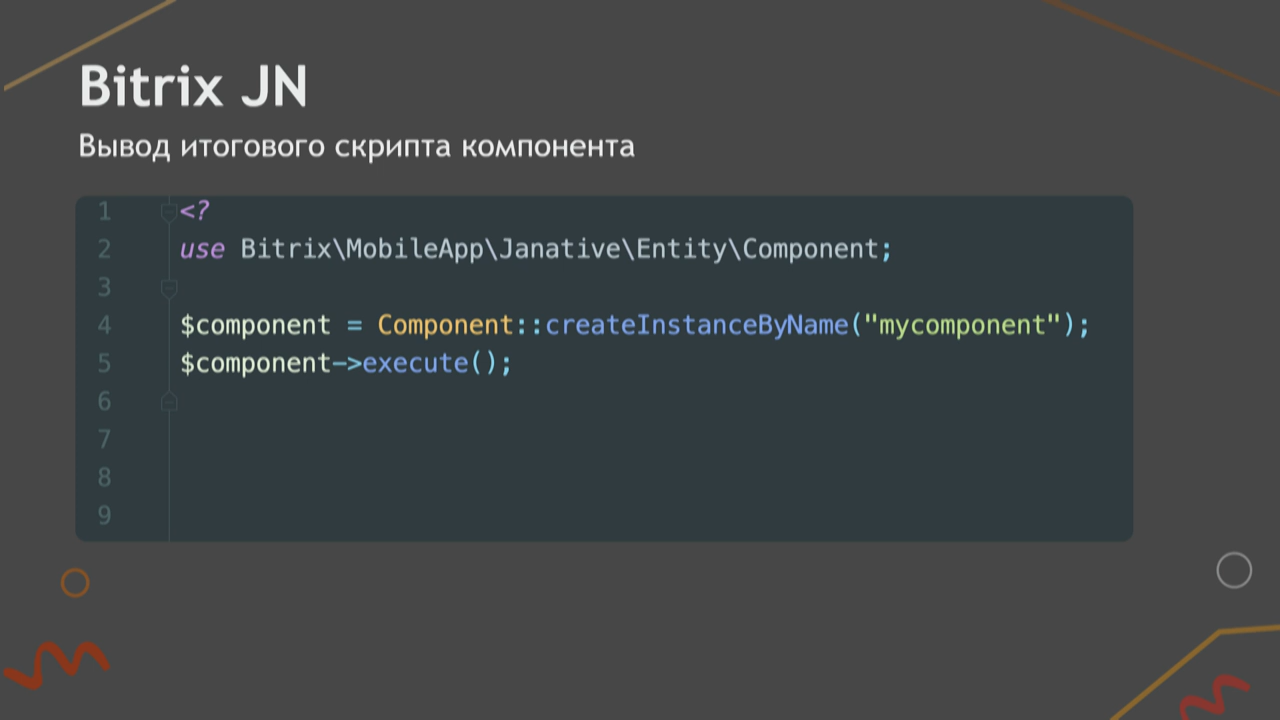 Bitrix JN
Вывод итогового скрипта компонента
1 <?
2 use Bitrix\MobileApp\Janative\Entity\Component;
3
4 $component = Component::createInstanceByName("mycomponent");
5 $component->execute();
6
7
8
9